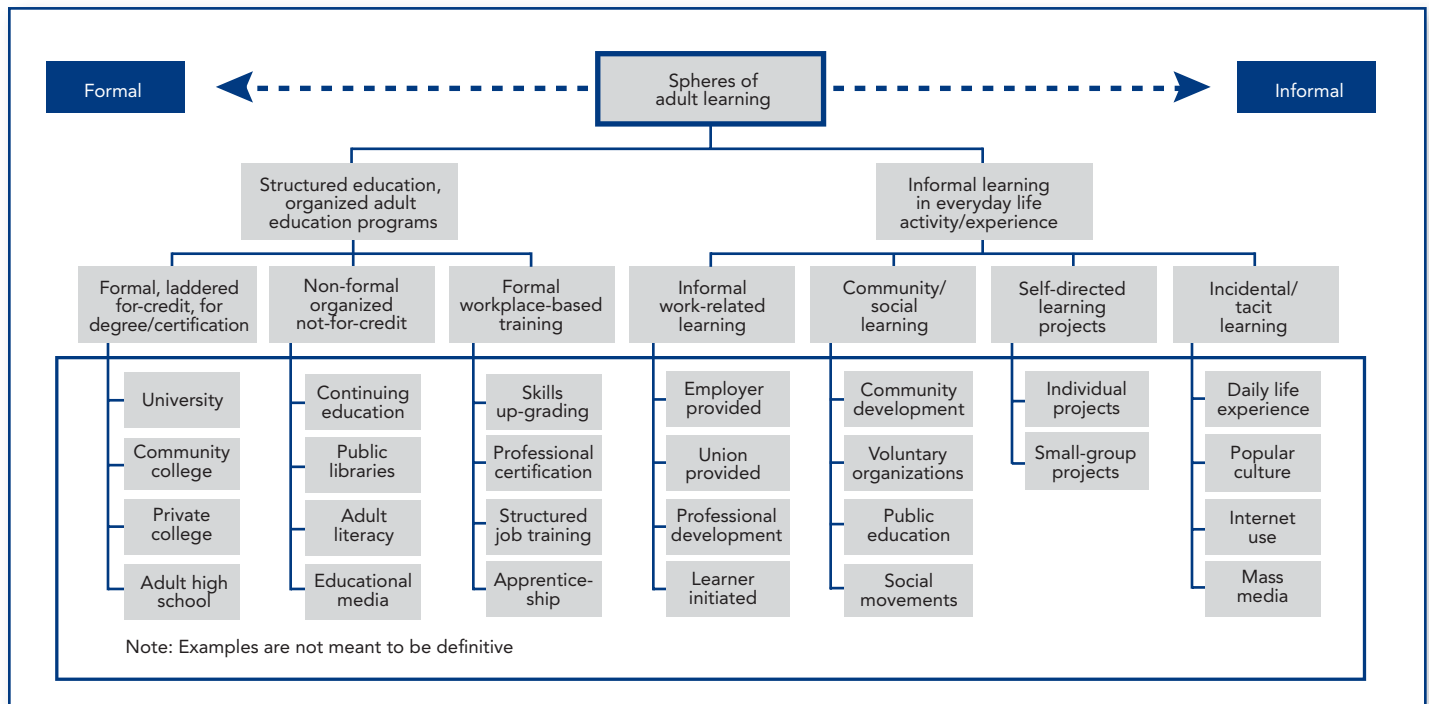 Formal
Spheres of
adult learning
Informal
Structured education,
organized adult
education programs
Informal learning
in everyday life
activity/experience
Formal, laddered
for-credit, for
degree/certification
Non-formal
organized
not-for-credit
Formal
workplace-based
training
Informal
work-related
learning
Community/
social
learning
Self-directed
learning
projects
Incidental/
tacit
learning
University
Community
college
Private
college
Adult high
school
Continuing
education
Public
libraries
Adult
literacy
Educational
media
Skills
up-grading
Professional
certification
Structured
job training
Apprentice-
ship
Employer
provided
Union
provided
Professional
development
Learner
initiated
Community
development
Voluntary
organizations
Public
education
Social
movements
Individual
projects
Small-group
projects
Daily life
experience
Popular
culture
Internet
use
Mass
media
Note: Examples are not meant to be definitive